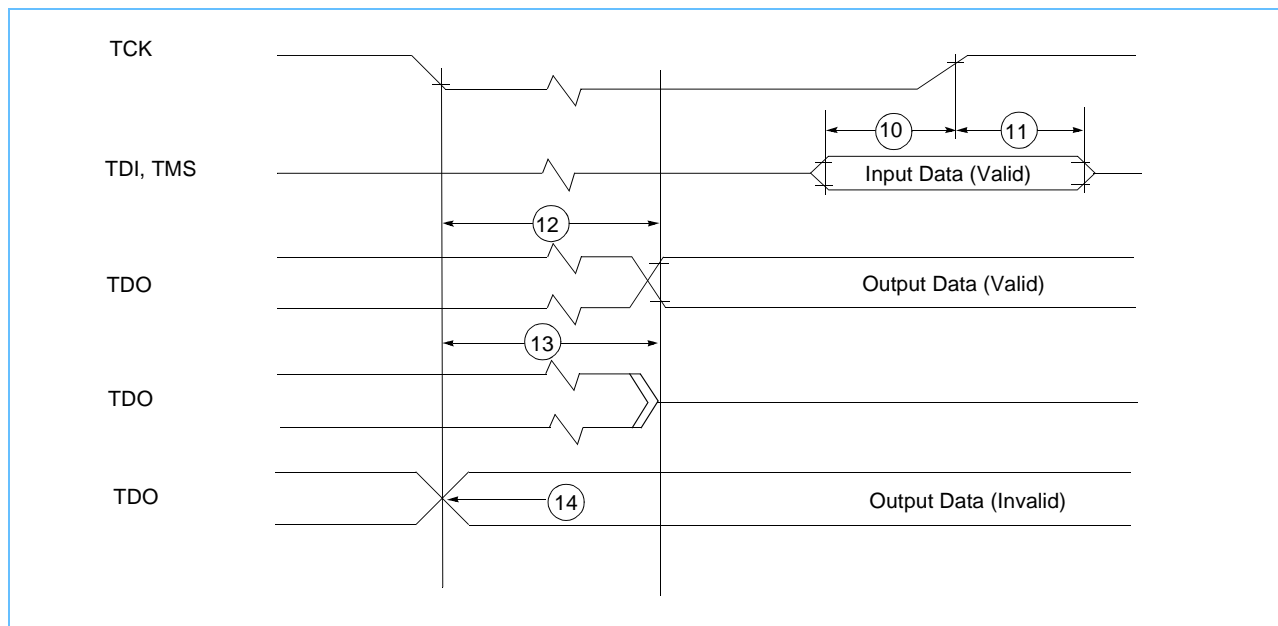 TCK
10
11
TDI, TMS
Input Data (Valid)
12
TDO
Output Data (Valid)
13
TDO
TDO
14
Output Data (Invalid)